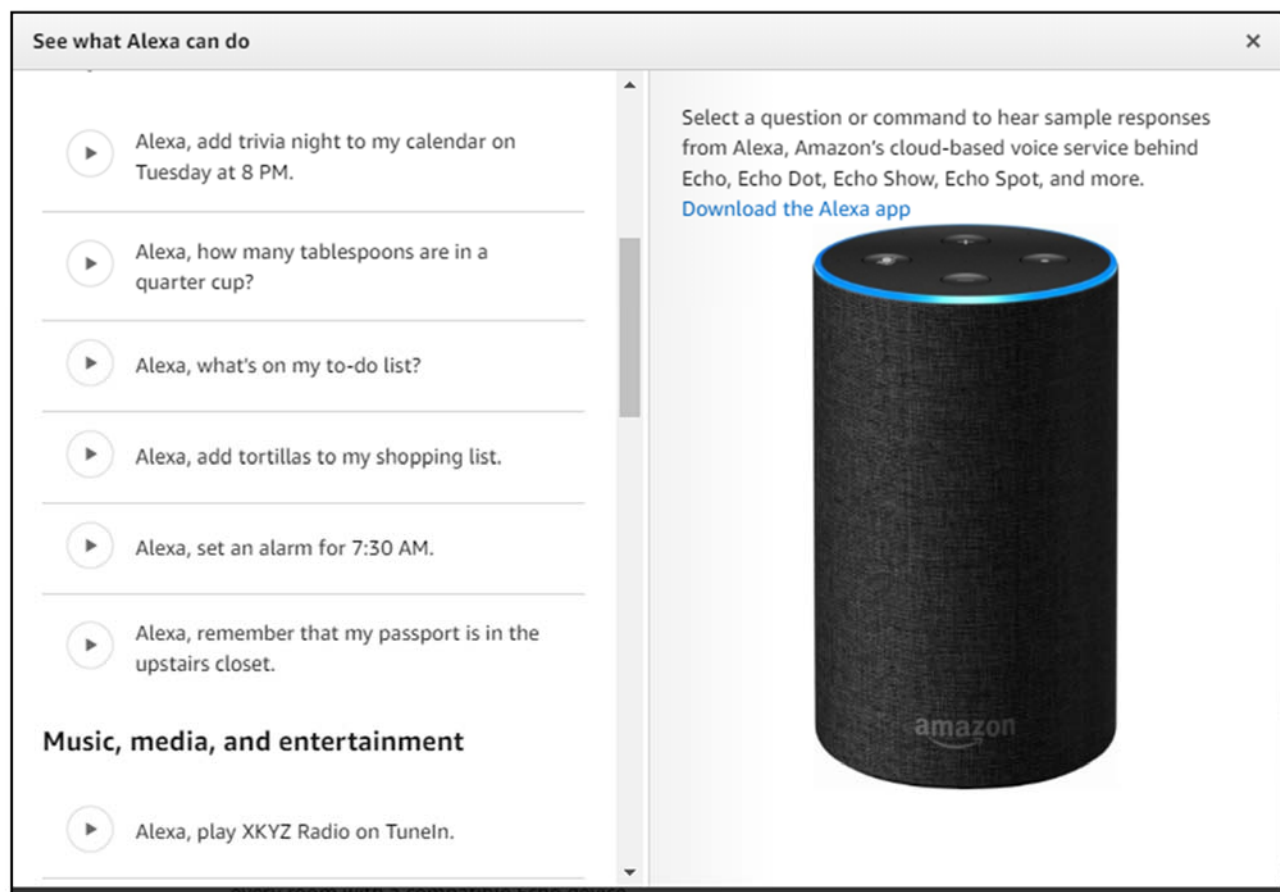 See what Alexa can do
Alexa, add trivia night to my calendar on
Tuesday at 8 PM.
Alexa, how many tablespoons are in a
quarter cup?
Alexa, what's on my to-do list?
Alexa, add tortillas to my shopping list.
Alexa, set an alarm for 7:30 AM.
Alexa, remember that my passport is in the
upstairs closet.
Music, media, and entertainment
Alexa, play XKYZ Radio on TuneIn.
Select a question or command to hear sample responses
from Alexa, Amazon's cloud-based voice service behind
Echo, Echo Dot, Echo Show, Echo Spot, and more.
Download the Alexa app
amazon